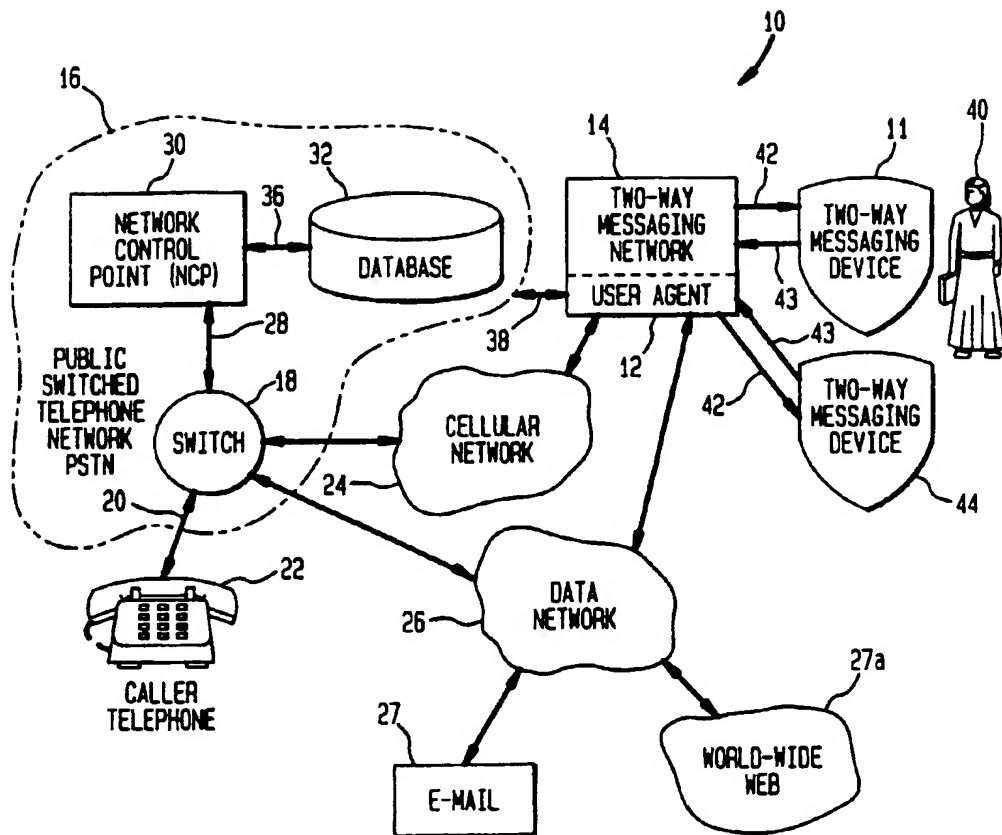 10
16
30
32
14
42
11
40
NETWORK
CONTROL
POINT (NCP)
36
DATABASE
TWO-WAY
MESSAGING
NETWORK
USER AGENT
43
TWO-WAY
MESSAGING
DEVICE
28
38
12
43
42
PUBLIC
SWITCHED
TELEPHONE
NETWORK
PSTN
18
SWITCH
CELLULAR
NETWORK
24
TWO-WAY
MESSAGING
DEVICE
44
20
22
CALLER
TELEPHONE
DATA
NETWORK
26
27
E-MAIL
27a
WORLD-WIDE
WEB